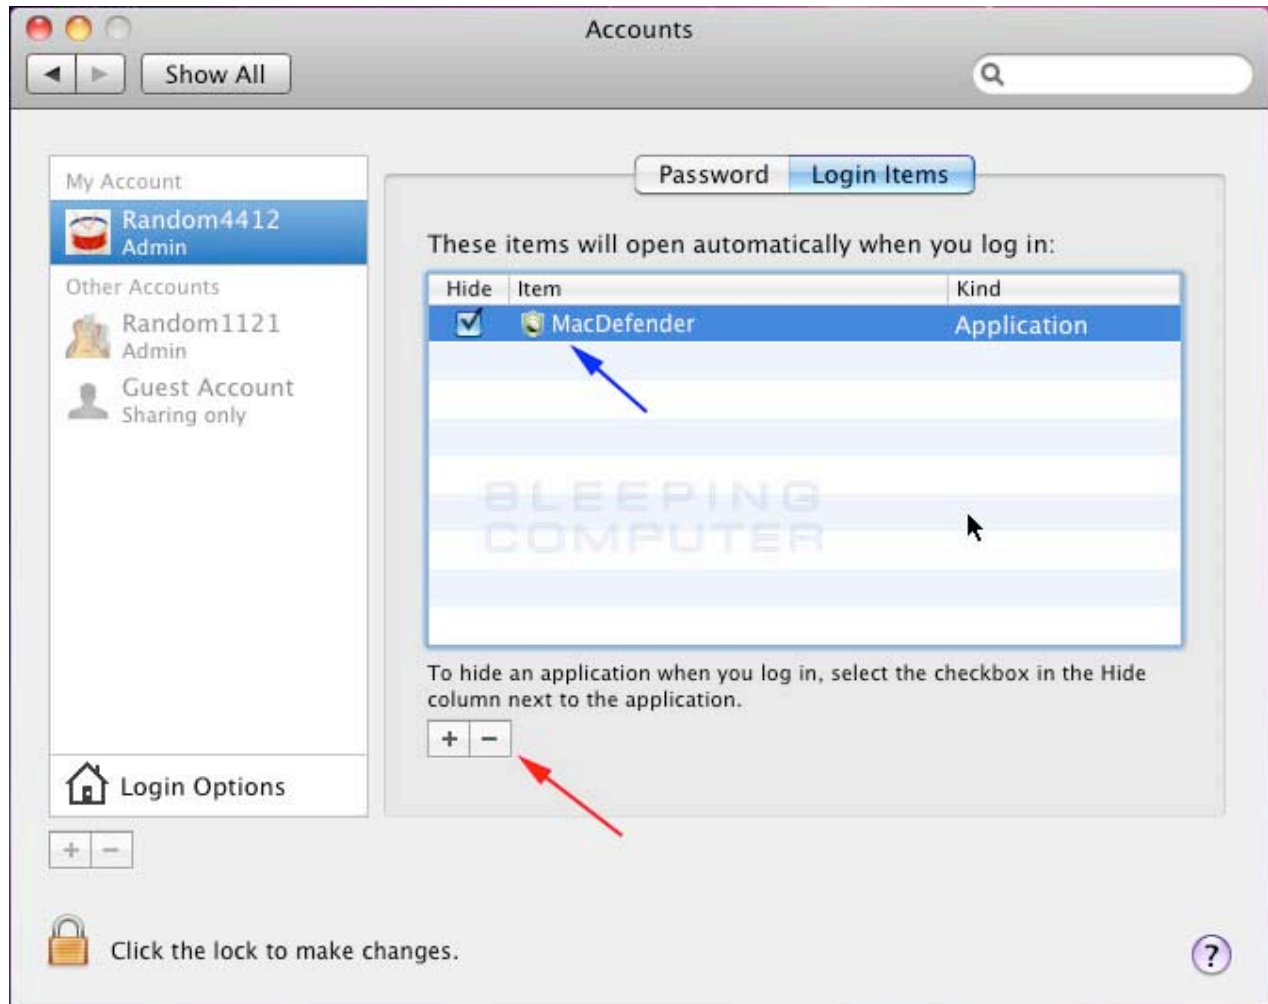 Accounts
Show All
Password Login Items
My Account
Random4412
Admin
Other Accounts
Random1121
Admin
Guest Account
Sharing only
Login Options
These items will open automatically when you log in:
Hide Item Kind
MacDefender Application
BLEEPING
COMPUTER
To hide an application when you log in, select the checkbox in the Hide
column next to the application.
+ −
+ −
Click the lock to make changes.
?